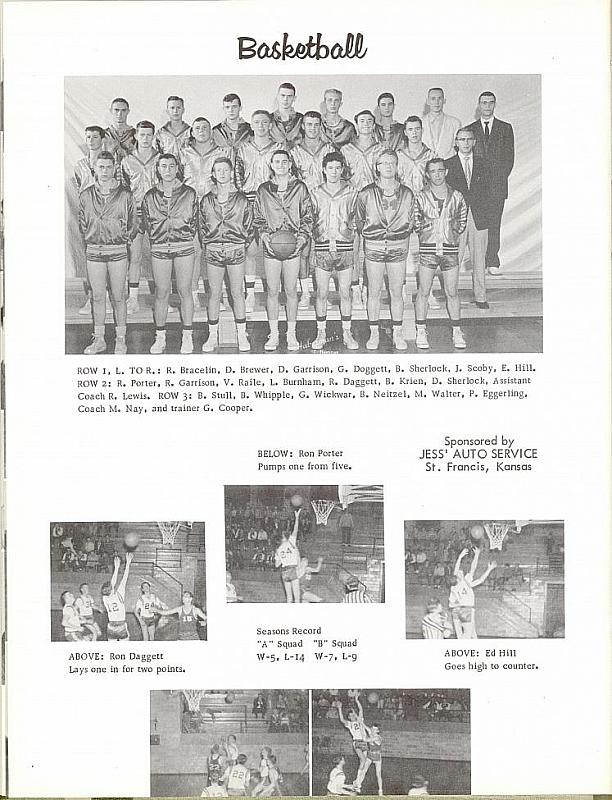 Basketball
ROW 1, L. TO R.: R. Bracelin, D. Brewer, D. Garrison, G. Doggett, B. Sherlock, J. Scoby, E. Hill.
ROW 2: R. Porter, R. Garrison, V. Raile, L. Burnham, R. Daggett, B. Krien, D. Sherlock, Assistant
Coach R. Lewis. ROW 3: B. Stull, B. Whipple, G. Wickwar, B. Neitzel, M. Walter, P. Eggerling,
Coach M. Nay, and trainer G. Cooper.
BELOW: Ron Porter
Pumps one from five.
Sponsored by
JESS' AUTO SERVICE
St. Francis, Kansas
Seasons Record
"A" Squad "B" Squad
W-5, L-14 W-7, L-9
ABOVE: Ron Daggett
Lays one in for two points.
ABOVE: Ed Hill
Goes high to counter.